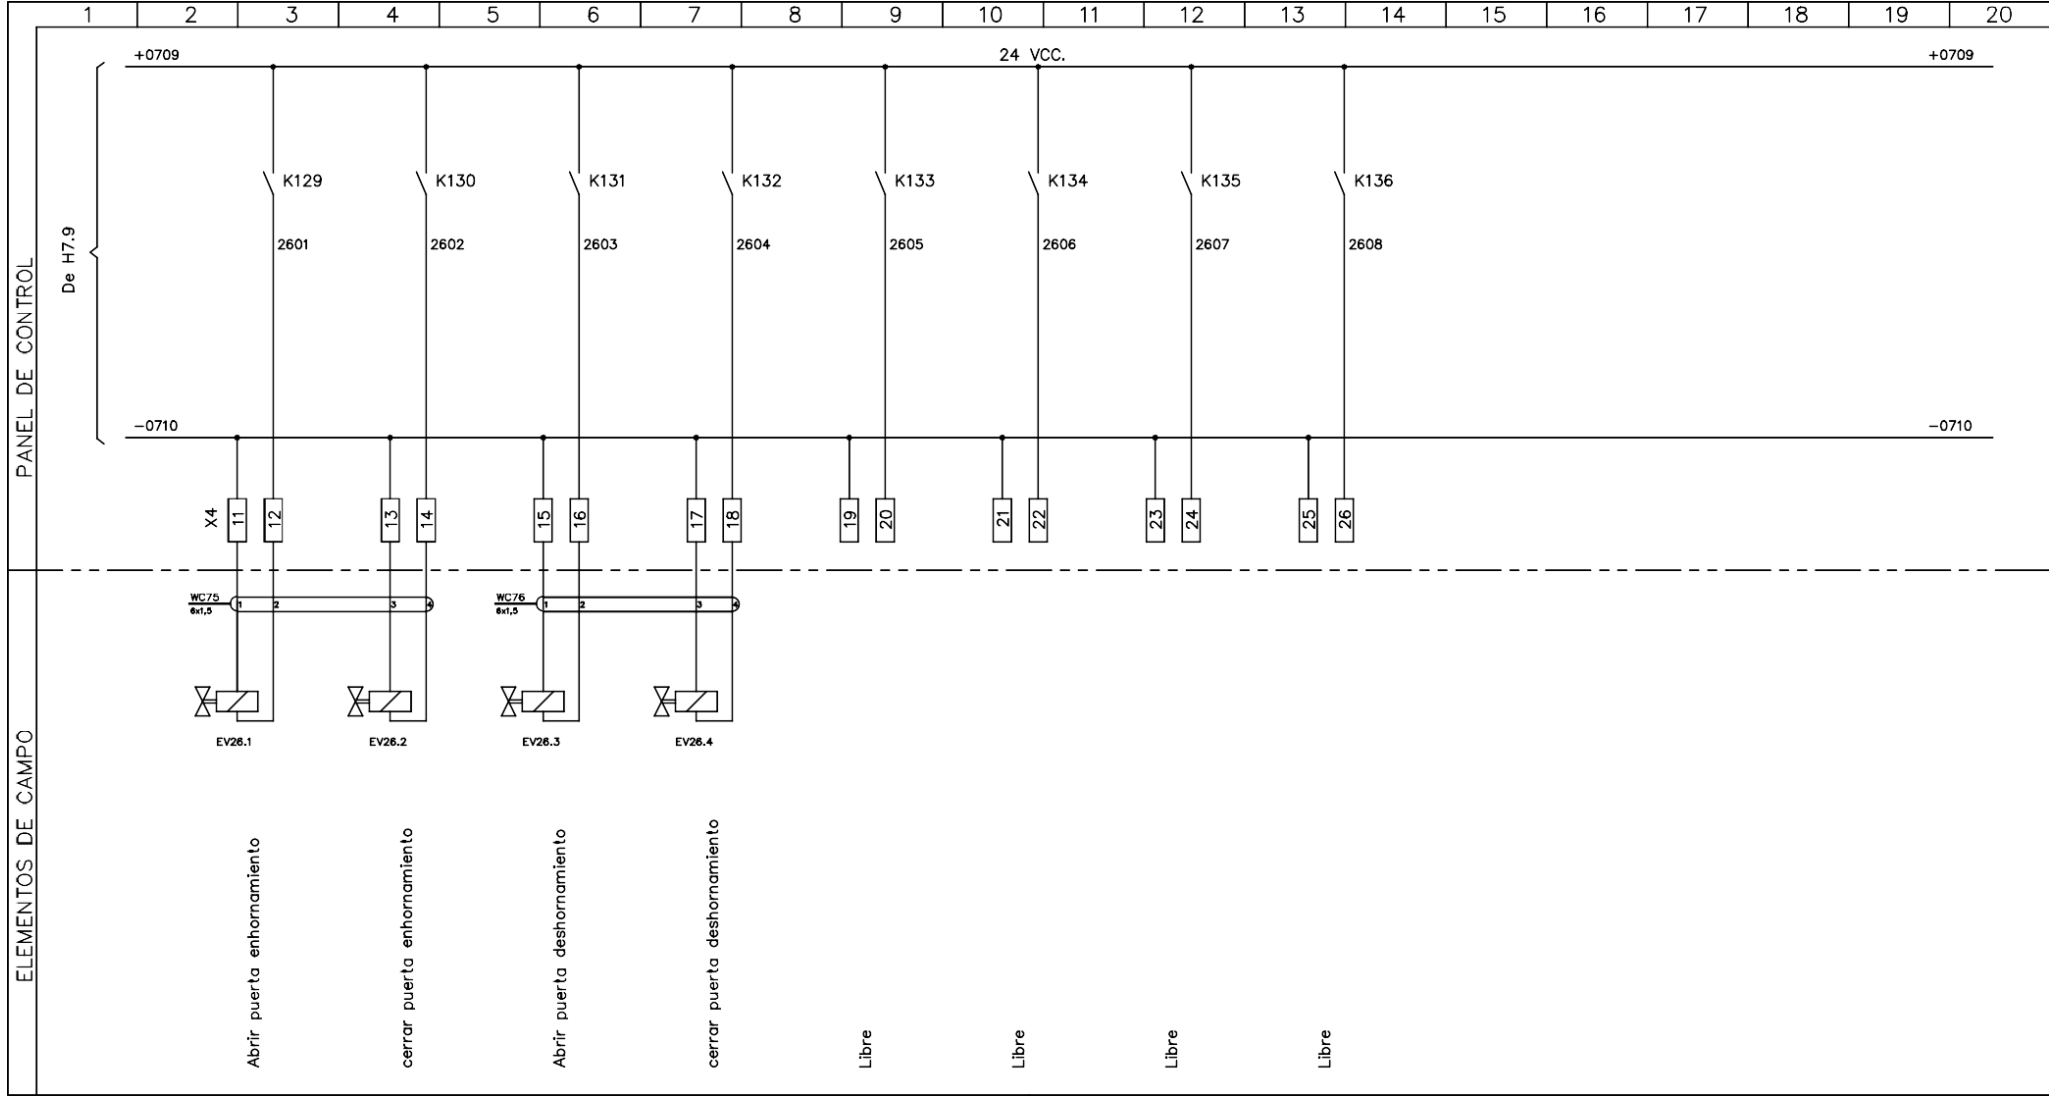 1 2 3 4 5 6 7 8 9 10 11 12 13 14 15 16 17 18 19 20
+0709 24 VCC. +0709
K129 K130 K131 K132 K133 K134 K135 K136
De H7.9
2601 2602 2603 2604 2605 2606 2607 2608
PANEL DE CONTROL
-0710 -0710
X4 11 12 13 14 15 16 17 18 19 20 21 22 23 24 25 26
WC75 1 2 3 4 WC76 1 2 3 4
6x1,5 6x1,5
EV26.1 EV26.2 EV26.3 EV26.4
ELEMENTOS DE CAMPO
Abrir puerta enhornamiento
cerrar puerta enhornamiento
Abrir puerta deshornamiento
cerrar puerta deshornamiento
Libre
Libre
Libre
Libre